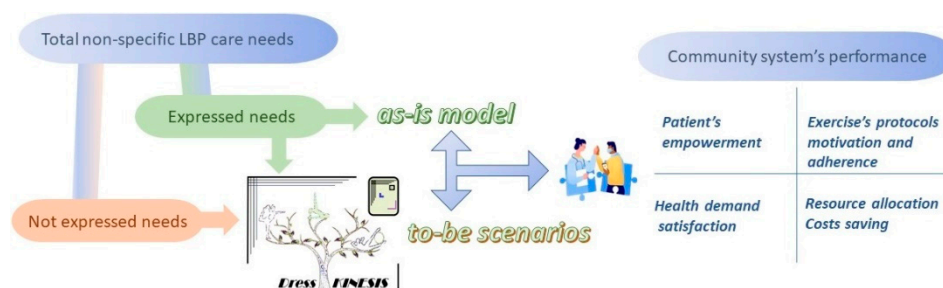 Total non-specific LBP care needs
Expressed needs
Not expressed needs
as-is model
to-be scenarios
Dress KINESIS
Community system's performance
Patient's
empowerment
Exercise's protocols
motivation and
adherence
Health demand
satisfaction
Resource allocation
Costs saving